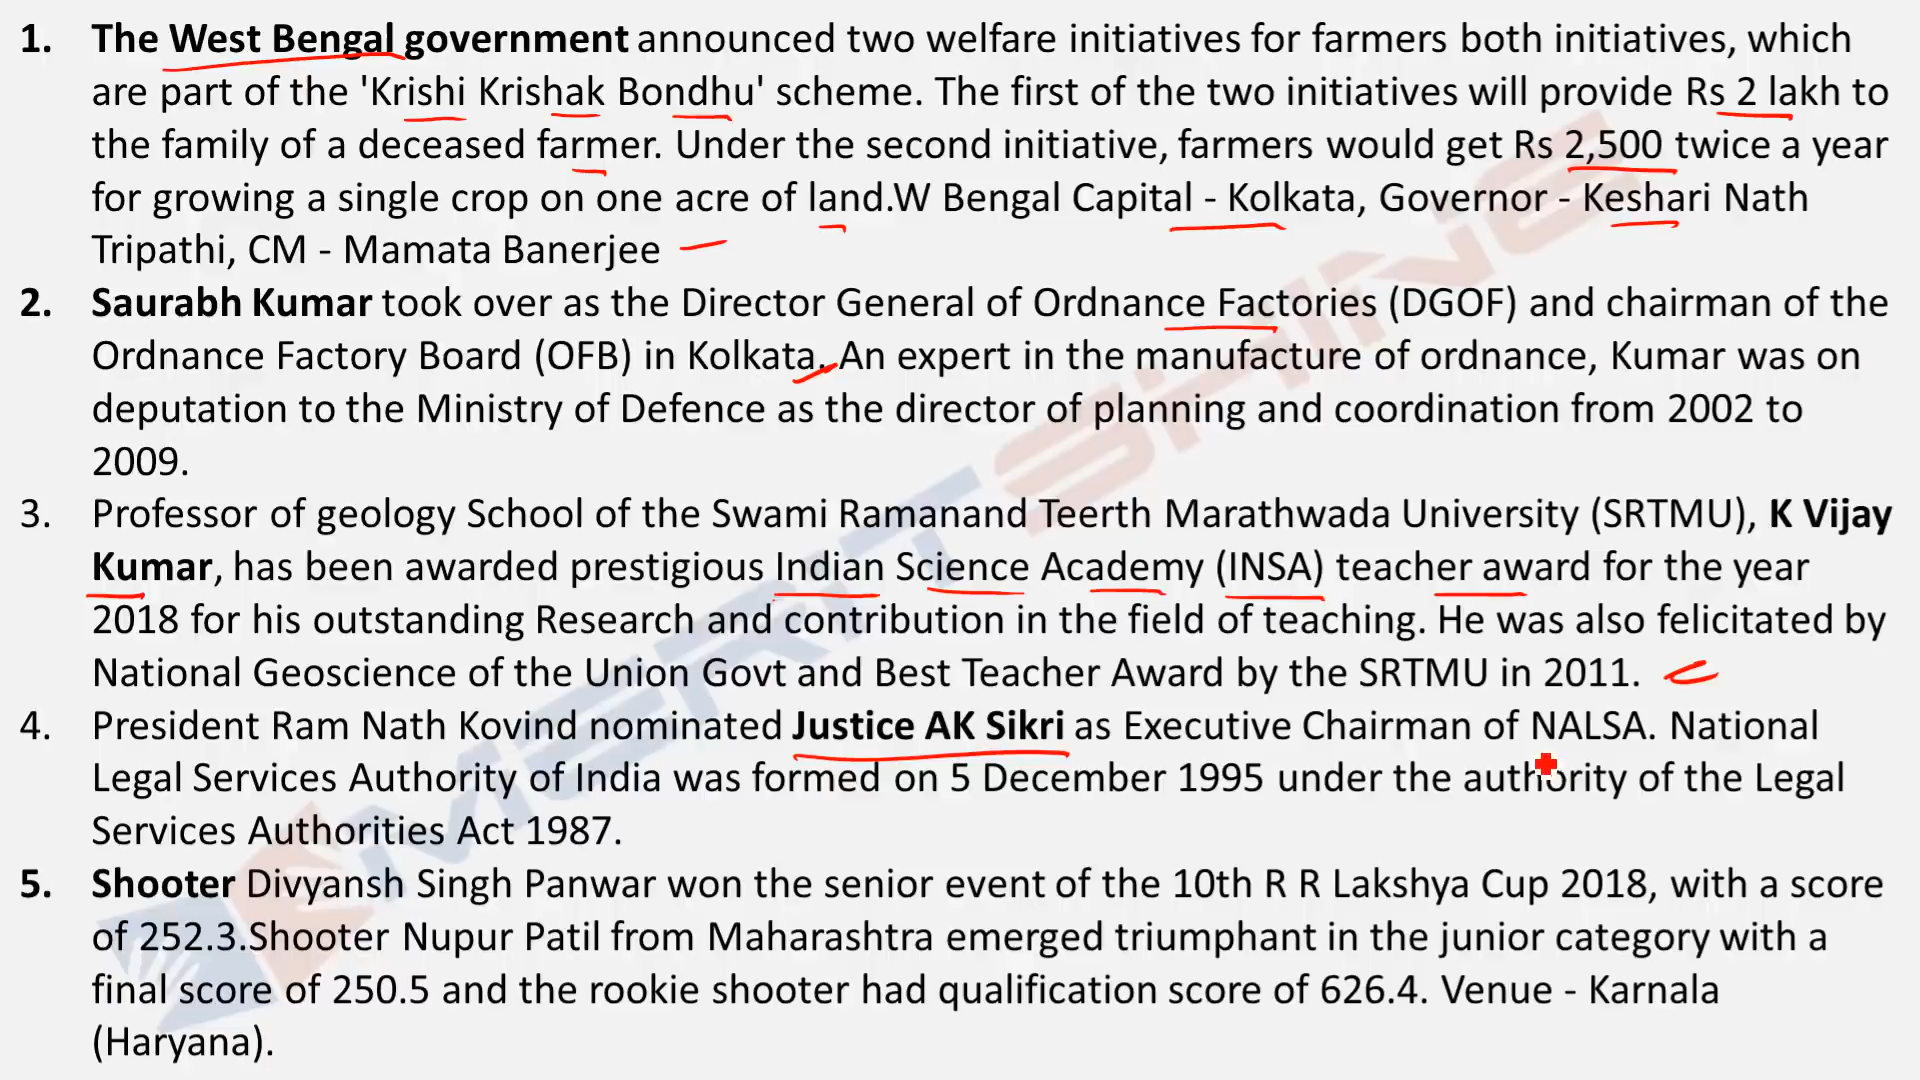 1. The West Bengal government announced two welfare initiatives for farmers both initiatives, which
are part of the 'Krishi Krishak Bondhu' scheme. The first of the two initiatives will provide Rs 2 lakh to
the family of a deceased farmer. Under the second initiative, farmers would get Rs 2,500 twice a year
for growing a single crop on one acre of land.W Bengal Capital - Kolkata, Governor - Keshari Nath
Tripathi, CM - Mamata Banerjee
2. Saurabh Kumar took over as the Director General of Ordnance Factories (DGOF) and chairman of the
Ordnance Factory Board (OFB) in Kolkata. An expert in the manufacture of ordnance, Kumar was on
deputation to the Ministry of Defence as the director of planning and coordination from 2002 to
2009.
3. Professor of geology School of the Swami Ramanand Teerth Marathwada University (SRTMU), K Vijay
Kumar, has been awarded prestigious Indian Science Academy (INSA) teacher award for the year
2018 for his outstanding Research and contribution in the field of teaching. He was also felicitated by
National Geoscience of the Union Govt and Best Teacher Award by the SRTMU in 2011.
4. President Ram Nath Kovind nominated Justice AK Sikri as Executive Chairman of NALSA. National
Legal Services Authority of India was formed on 5 December 1995 under the authority of the Legal
Services Authorities Act 1987.
5. Shooter Divyansh Singh Panwar won the senior event of the 10th R R Lakshya Cup 2018, with a score
of 252.3.Shooter Nupur Patil from Maharashtra emerged triumphant in the junior category with a
final score of 250.5 and the rookie shooter had qualification score of 626.4. Venue - Karnala
(Haryana).
MERITSHINE